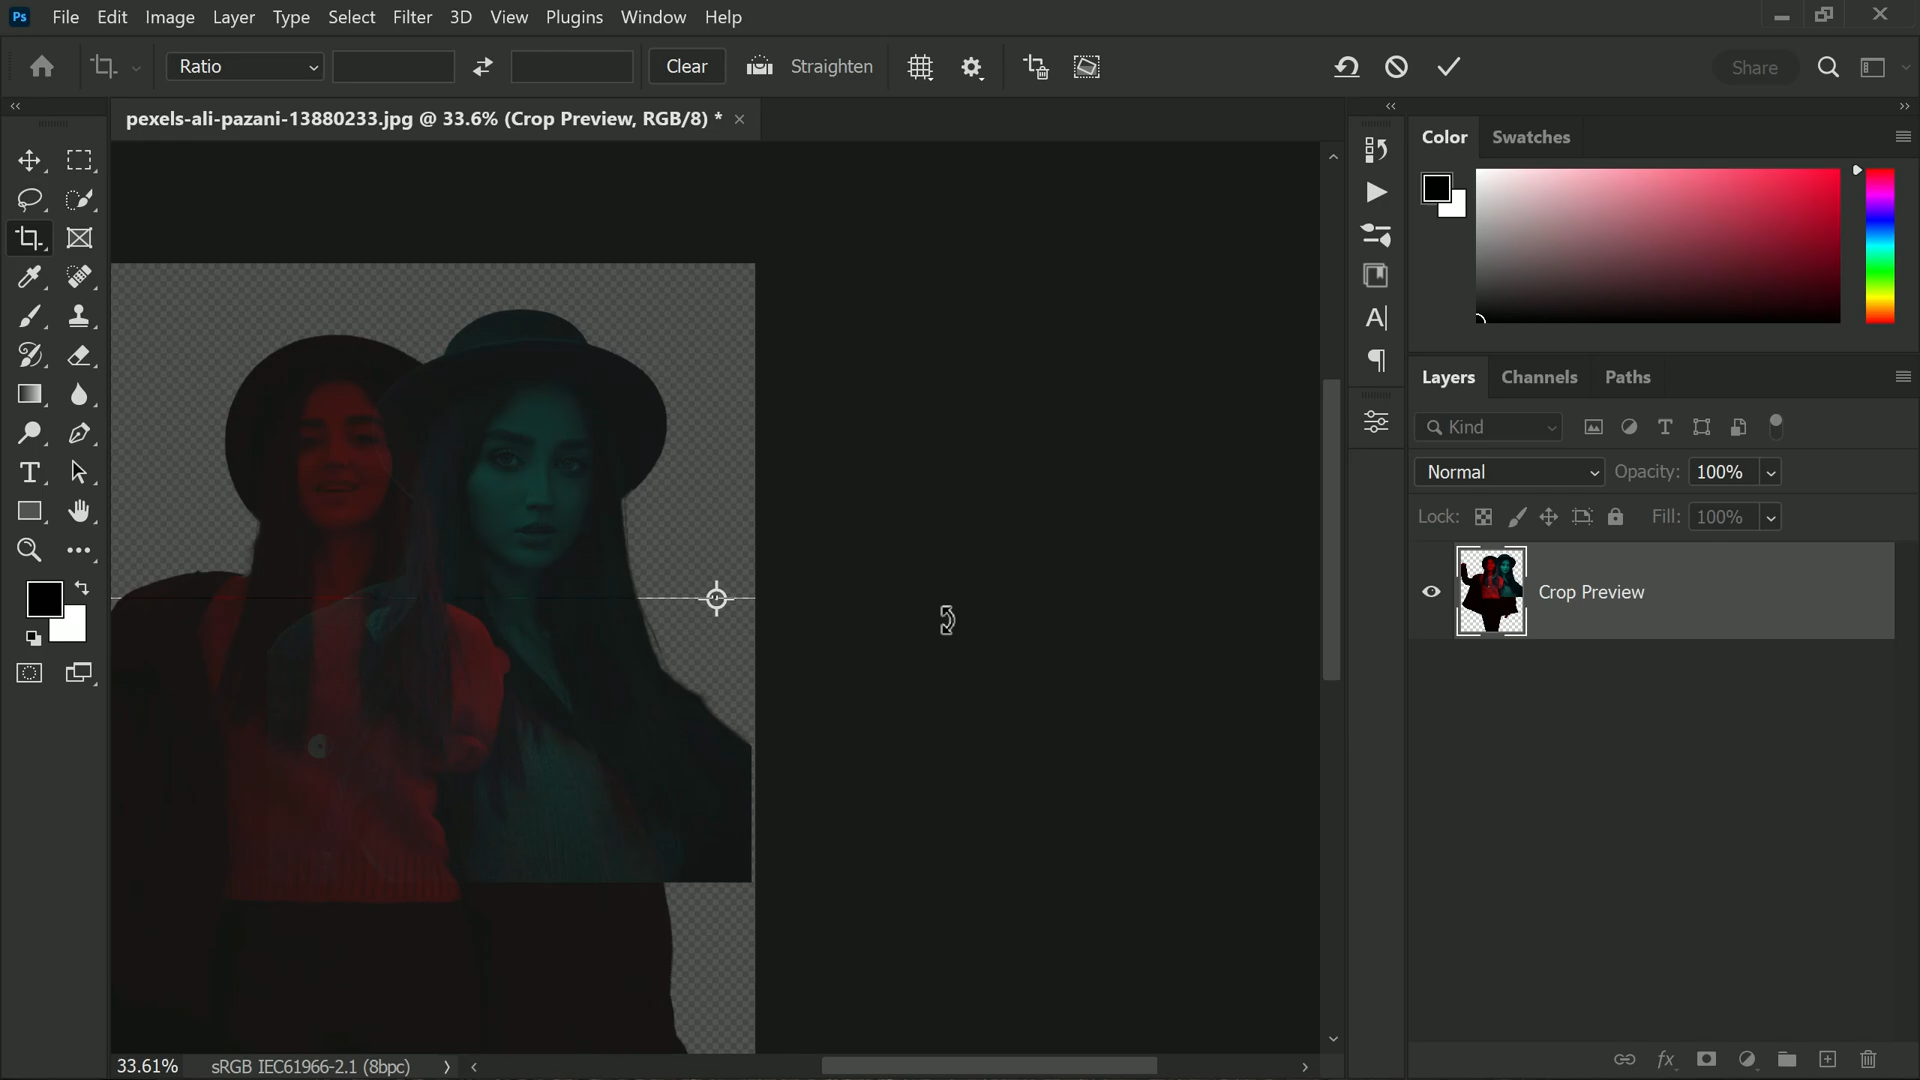 Ps File Edit Image Layer Type Select Filter 3D View Plugins Window Help
Ratio Clear Straighten Share
pexels-ali-pazani-13880233.jpg @ 33.6% (Crop Preview, RGB/8) *
Color Swatches
Layers Channels Paths
Kind
Normal Opacity: 100%
Lock: Fill: 100%
Crop Preview
33.61% sRGB IEC61966-2.1 (8bpc)